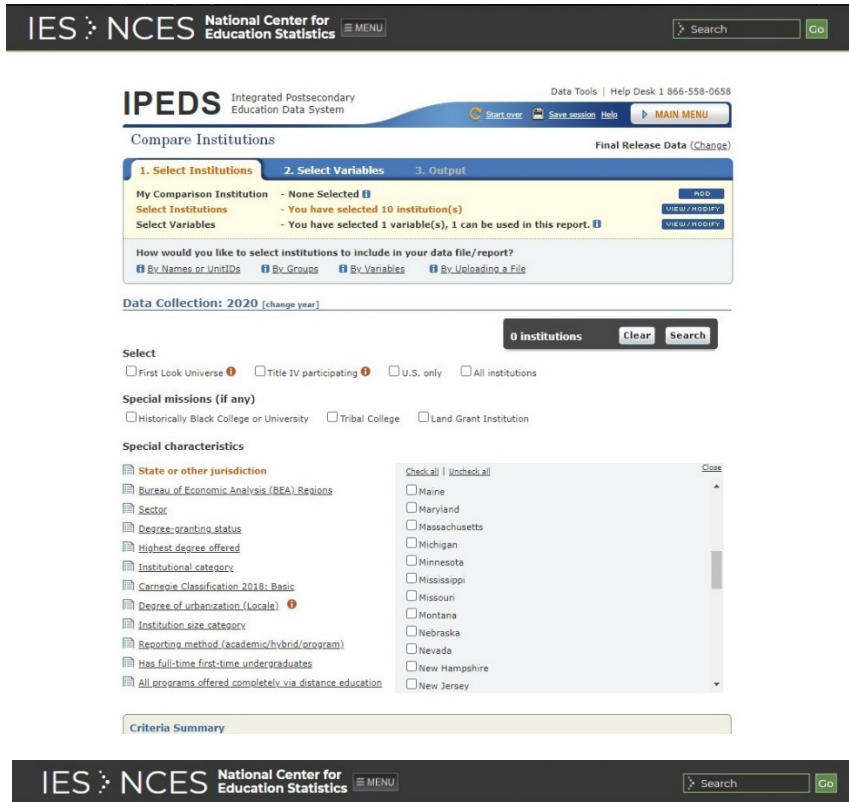 IES NCES National Center for Education Statistics MENU Search Go
IPEDS Integrated Postsecondary Education Data System
Data Tools | Help Desk 1 866-558-0658
Start over Save session Help MAIN MENU
Compare Institutions
Final Release Data (Change)
1. Select Institutions 2. Select Variables 3. Output
My Comparison Institution - None Selected i ADD
Select Institutions - You have selected 10 institution(s) VIEW/MODIFY
Select Variables - You have selected 1 variable(s), 1 can be used in this report. i VIEW/MODIFY
How would you like to select institutions to include in your data file/report?
i By Names or UnitIDs i By Groups i By Variables i By Uploading a File
Data Collection: 2020 [change year]
0 institutions Clear Search
Select
First Look Universe i Title IV participating i U.S. only All institutions
Special missions (if any)
Historically Black College or University Tribal College Land Grant Institution
Special characteristics
State or other jurisdiction
Bureau of Economic Analysis (BEA) Regions
Sector
Degree-granting status
Highest degree offered
Institutional category
Carnegie Classification 2018: Basic
Degree of urbanization (Locale) i
Institution size category
Reporting method (academic/hybrid/program)
Has full-time first-time undergraduates
All programs offered completely via distance education
Check all | Uncheck all Close
Maine
Maryland
Massachusetts
Michigan
Minnesota
Mississippi
Missouri
Montana
Nebraska
Nevada
New Hampshire
New Jersey
Criteria Summary
IES NCES National Center for Education Statistics MENU Search Go